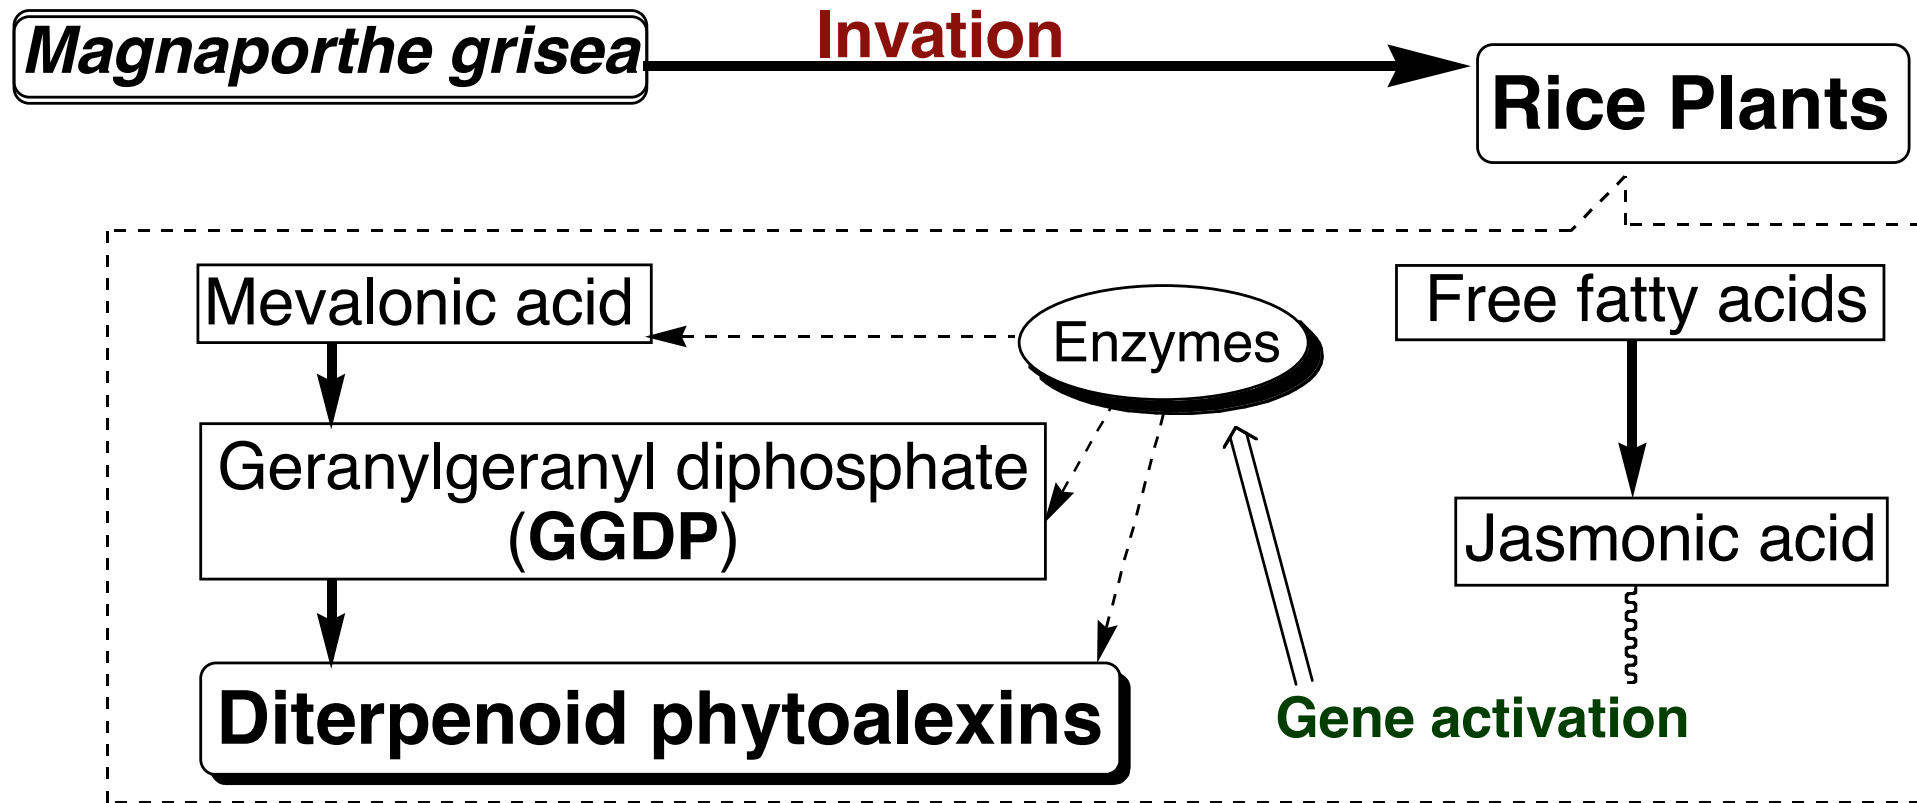 Magnaporthe grisea
Invation
Rice Plants
Mevalonic acid
Enzymes
Free fatty acids
Geranylgeranyl diphosphate
(GGDP)
Jasmonic acid
Diterpenoid phytoalexins
Gene activation